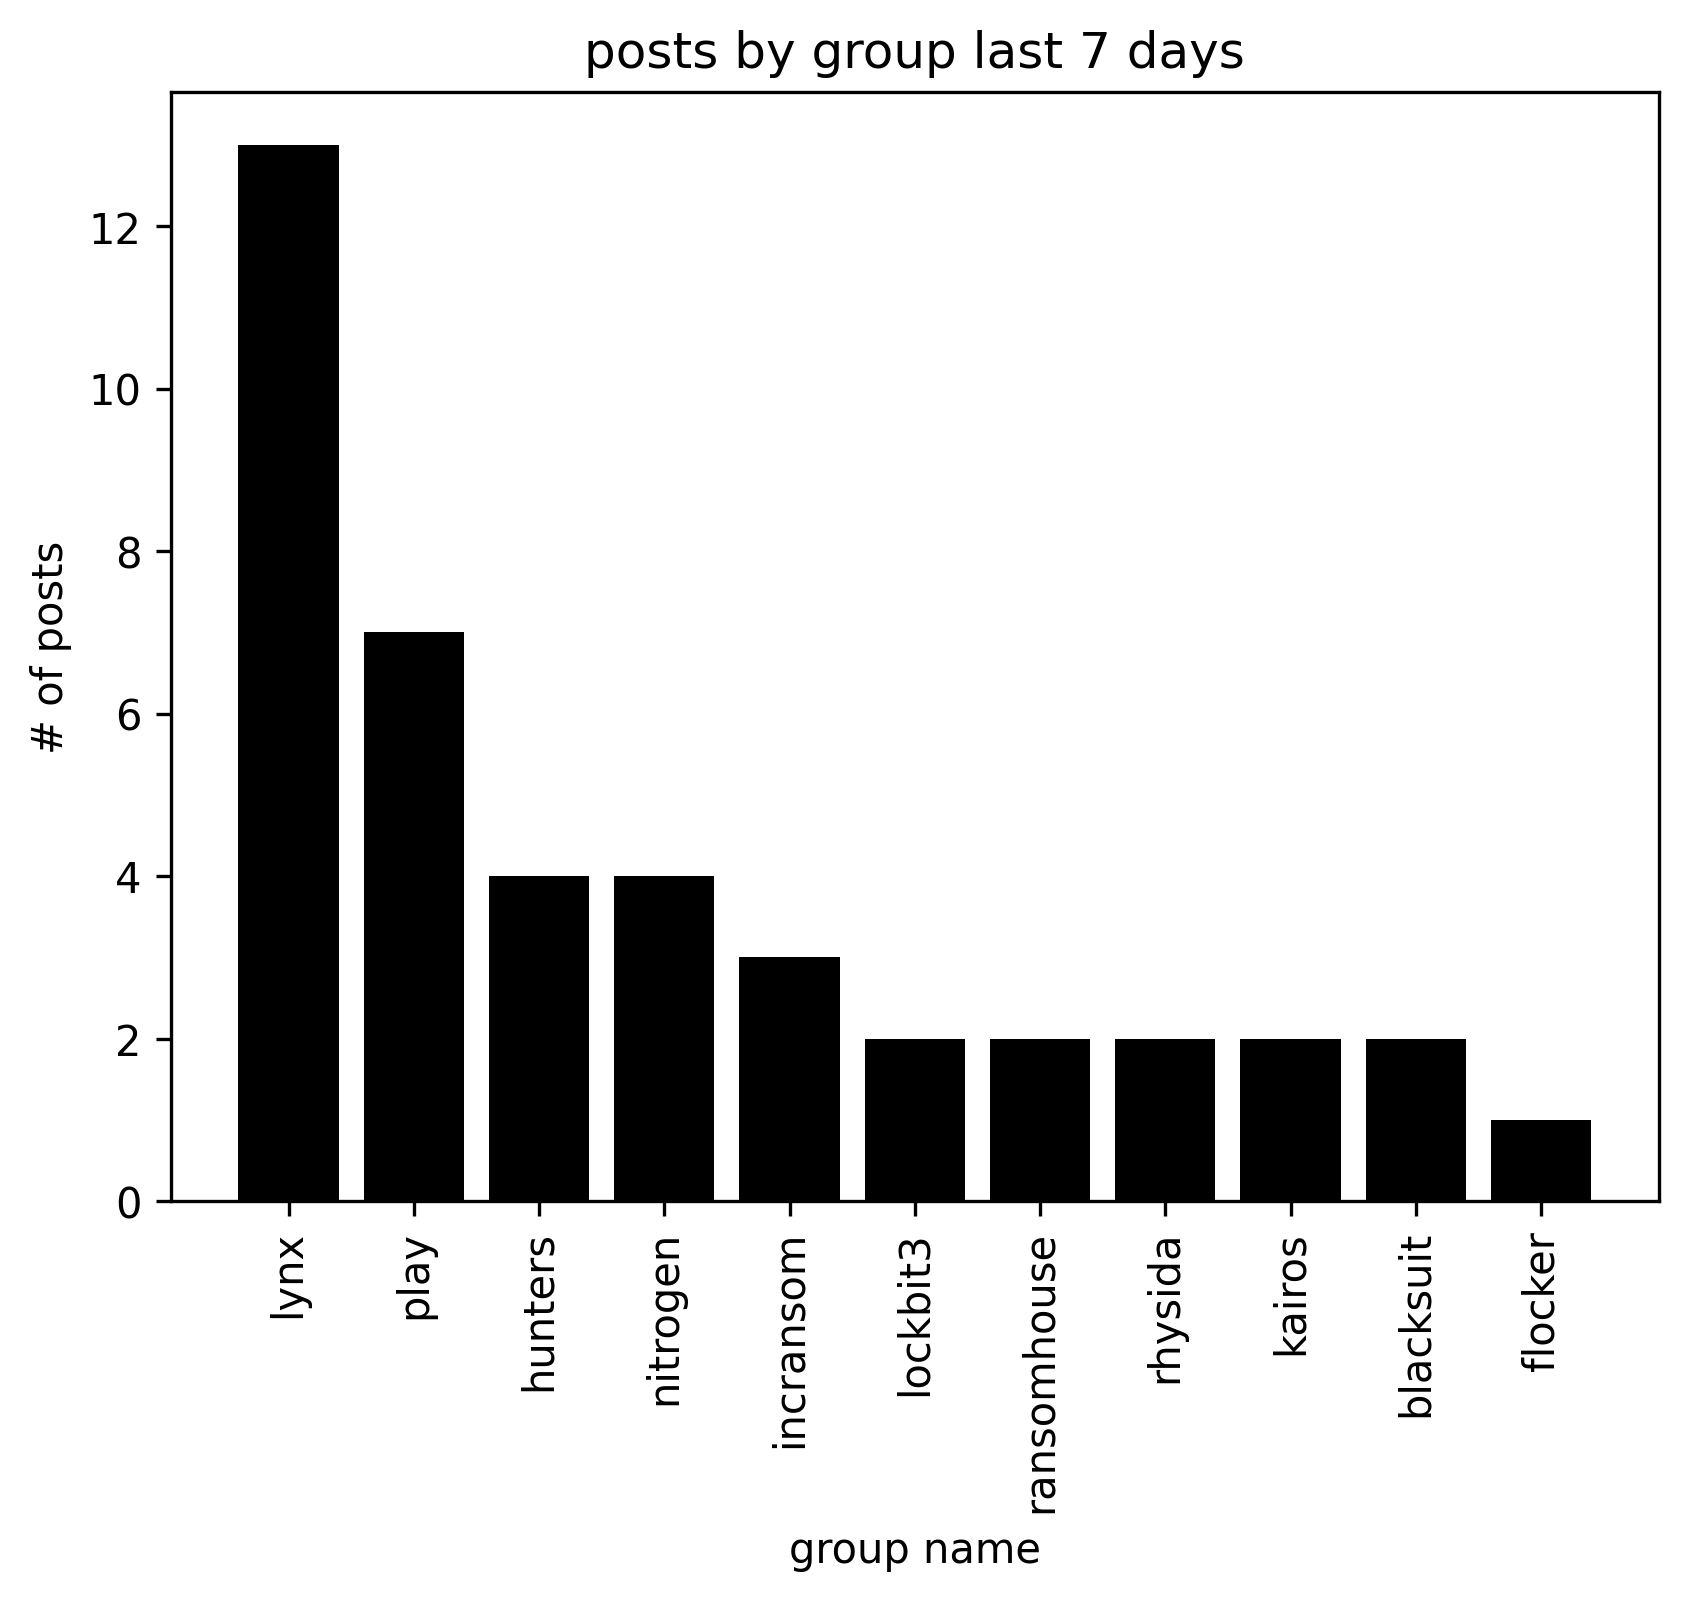 posts by group last 7 days
# of posts
12
10
8
6
4
2
0
lynx
play
hunters
nitrogen
incransom
lockbit3
ransomhouse
rhysida
kairos
blacksuit
flocker
group name